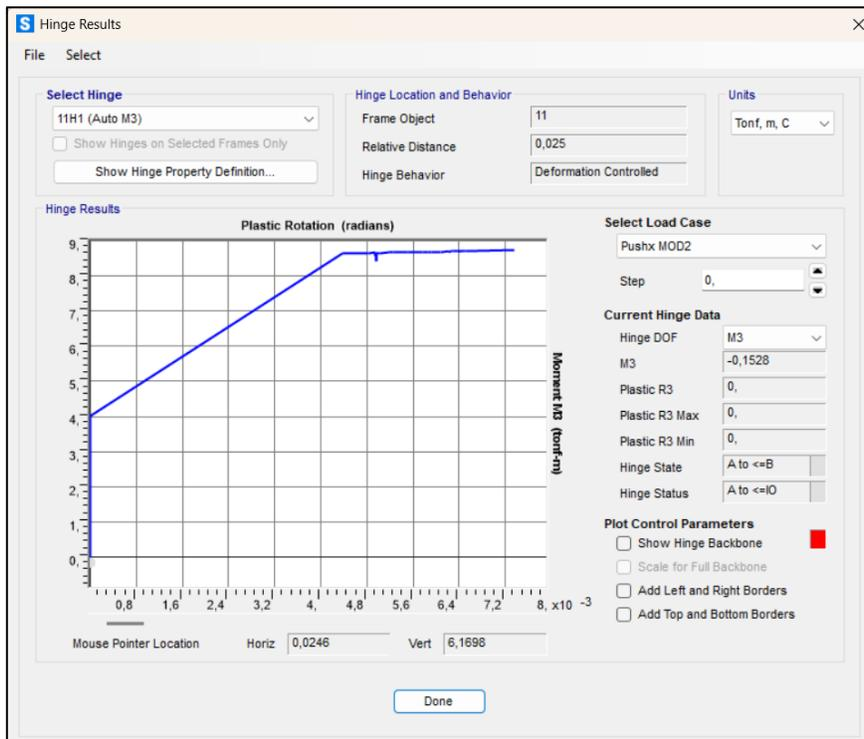 S Hinge Results
File Select
Select Hinge
11H1 (Auto M3)
Show Hinges on Selected Frames Only
Show Hinge Property Definition...
Hinge Location and Behavior
Frame Object 11
Relative Distance 0,025
Hinge Behavior Deformation Controlled
Units
Tonf, m, C
Hinge Results
Plastic Rotation (radians)
9,
8,
7,
6,
5,
4,
3,
2,
1,
0,
0,8 1,6 2,4 3,2 4, 4,8 5,6 6,4 7,2 8, x10 -3
Moment M3 (tonf-m)
Mouse Pointer Location Horiz 0,0246 Vert 6,1698
Select Load Case
Pushx MOD2
Step 0,
Current Hinge Data
Hinge DOF M3
M3 -0,1528
Plastic R3 0,
Plastic R3 Max 0,
Plastic R3 Min 0,
Hinge State A to <=B
Hinge Status A to <=IO
Plot Control Parameters
Show Hinge Backbone
Scale for Full Backbone
Add Left and Right Borders
Add Top and Bottom Borders
Done